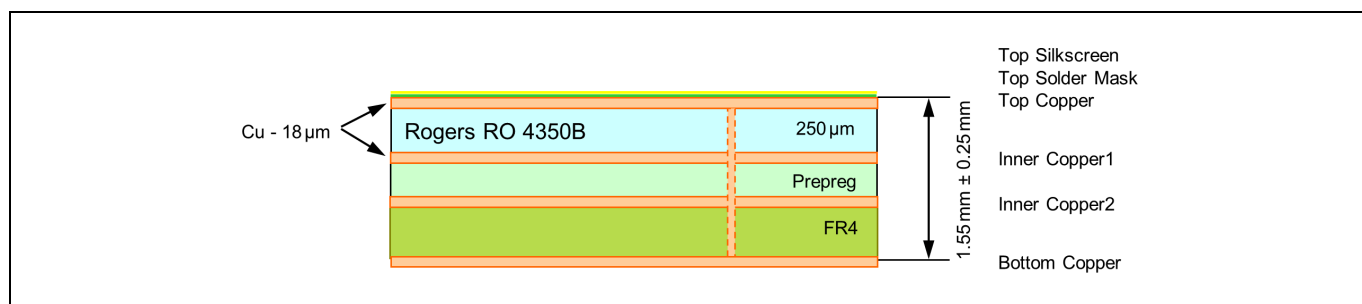 Top Silkscreen
Top Solder Mask
Top Copper
Cu - 18 µm
Rogers RO 4350B
250 µm
Inner Copper1
Prepreg
Inner Copper2
FR4
Bottom Copper
1.55 mm ± 0.25 mm